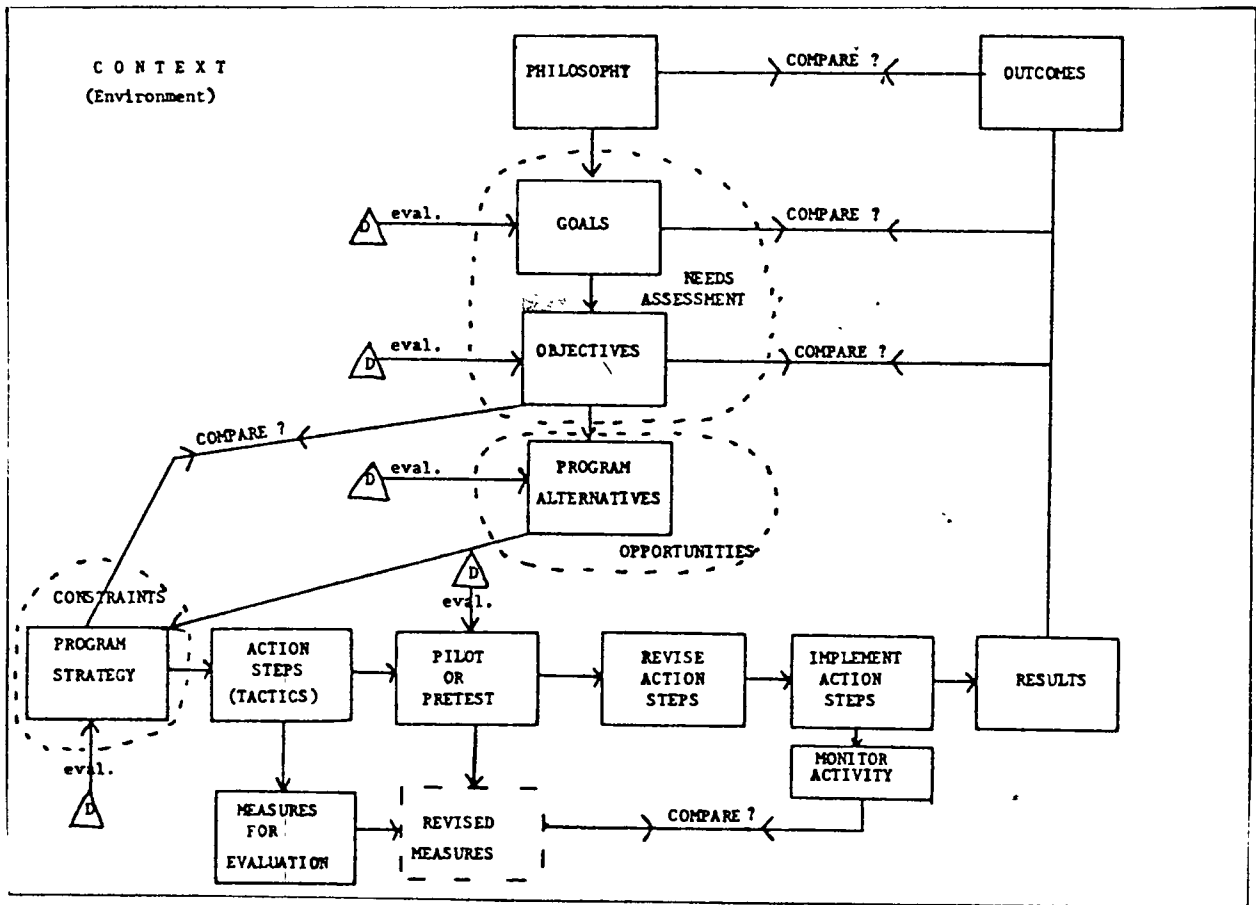 CONTEXT
(Environment)
PHILOSOPHY
COMPARE ?
OUTCOMES
D
eval.
GOALS
COMPARE ?
NEEDS
ASSESSMENT
D
eval.
OBJECTIVES
COMPARE ?
COMPARE ?
D
eval.
PROGRAM
ALTERNATIVES
OPPORTUNITIES
D
eval.
CONSTRAINTS
PROGRAM
STRATEGY
ACTION
STEPS
(TACTICS)
PILOT
OR
PRETEST
REVISE
ACTION
STEPS
IMPLEMENT
ACTION
STEPS
RESULTS
eval.
D
MONITOR
ACTIVITY
MEASURES
FOR
EVALUATION
REVISED
MEASURES
COMPARE ?